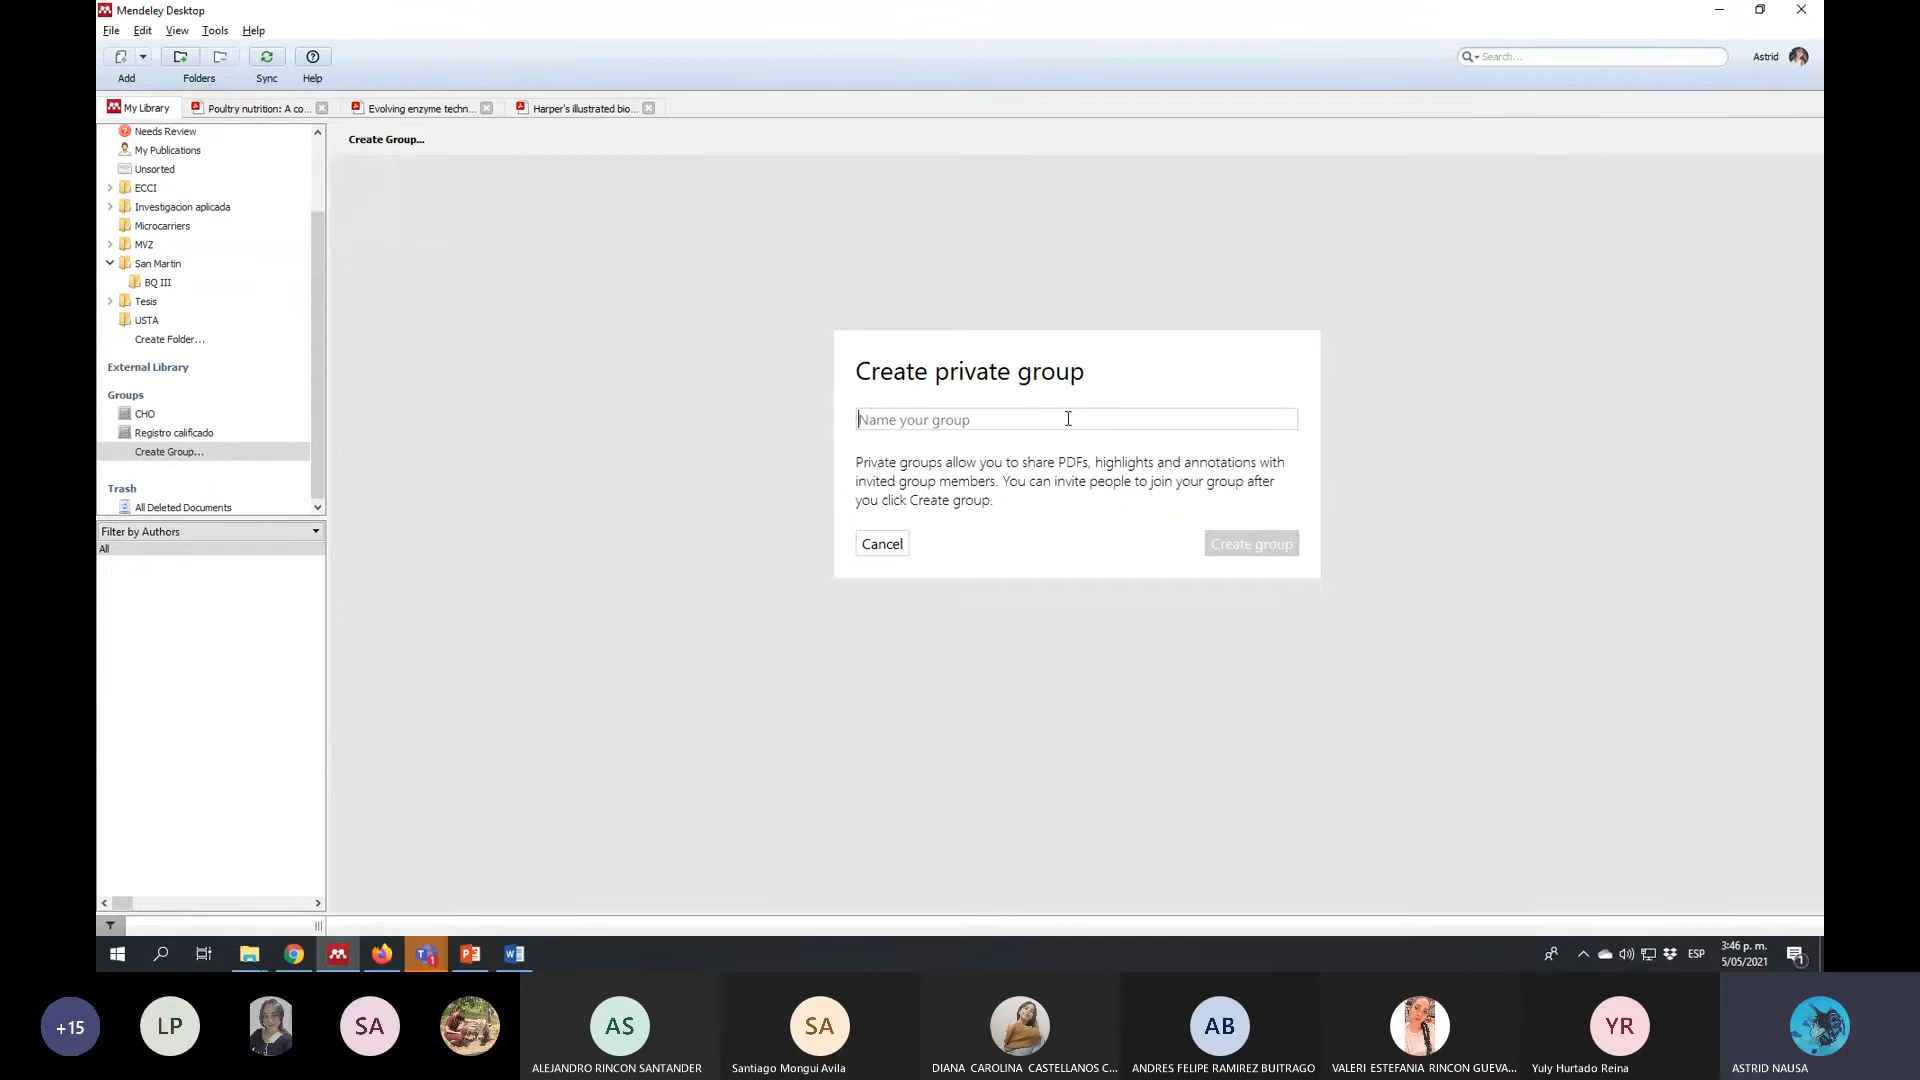 Mendeley Desktop
File Edit View Tools Help
Search...
Astrid
Add Folders Sync Help
My Library
Poultry nutrition: A co...
Evolving enzyme techn...
Harper's illustrated bio...
Needs Review
My Publications
Unsorted
ECCI
Investigacion aplicada
Microcarriers
MVZ
San Martin
BQ III
Tesis
USTA
Create Folder...
External Library
Groups
CHO
Registro calificado
Create Group...
Trash
All Deleted Documents
Filter by Authors
All
Create Group...
Create private group
Name your group
Private groups allow you to share PDFs, highlights and annotations with
invited group members. You can invite people to join your group after
you click Create group.
Cancel
Create group
ESP
3:46 p. m.
5/05/2021
1
+15
LP
SA
AS
ALEJANDRO RINCON SANTANDER
SA
Santiago Mongui Avila
DIANA CAROLINA CASTELLANOS C...
AB
ANDRES FELIPE RAMIREZ BUITRAGO
VALERI ESTEFANIA RINCON GUEVA...
YR
Yuly Hurtado Reina
ASTRID NAUSA